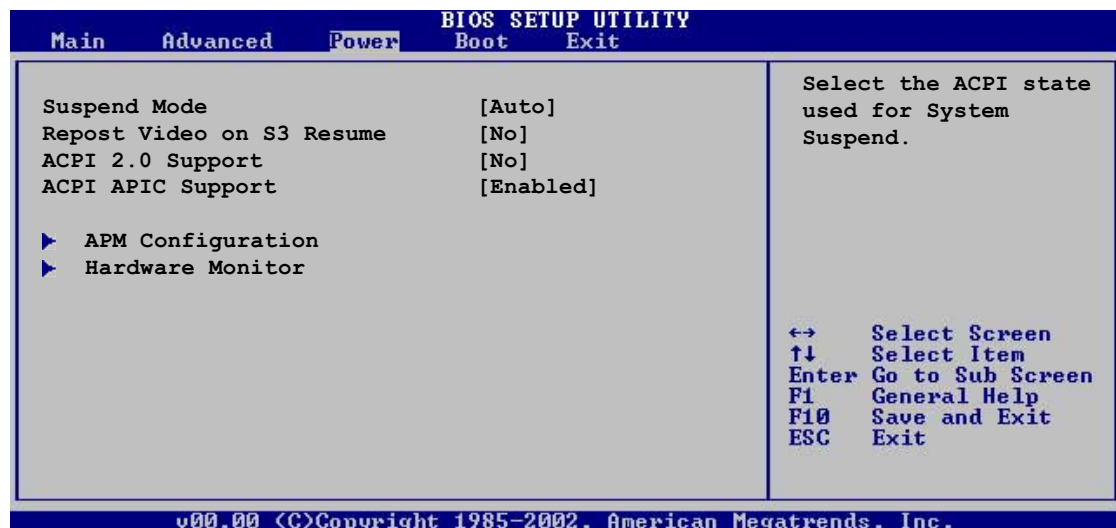 BIOS SETUP UTILITY
Main Advanced Power Boot Exit
Suspend Mode [Auto]
Repost Video on S3 Resume [No]
ACPI 2.0 Support [No]
ACPI APIC Support [Enabled]
APM Configuration
Hardware Monitor
Select the ACPI state
used for System
Suspend.
←→ Select Screen
↑↓ Select Item
Enter Go to Sub Screen
F1 General Help
F10 Save and Exit
ESC Exit
v00.00 (C)Copyright 1985-2002, American Megatrends, Inc.